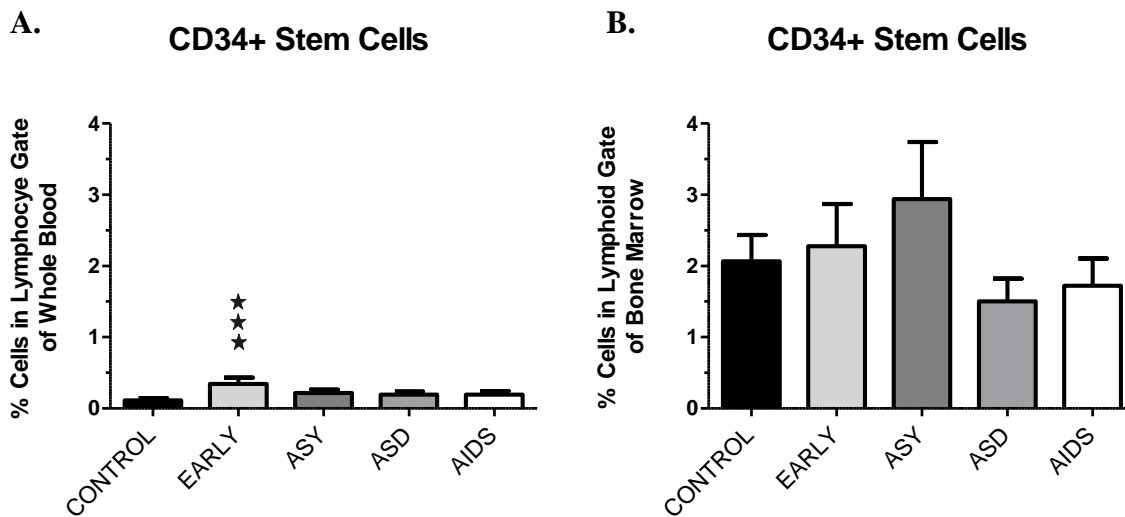 A.
CD34+ Stem Cells
% Cells in Lymphocye Gate
of Whole Blood
4
3
2
1
0
CONTROL
EARLY
ASY
ASD
AIDS
B.
CD34+ Stem Cells
% Cells in Lymphoid Gate
of Bone Marrow
4
3
2
1
0
CONTROL
EARLY
ASY
ASD
AIDS